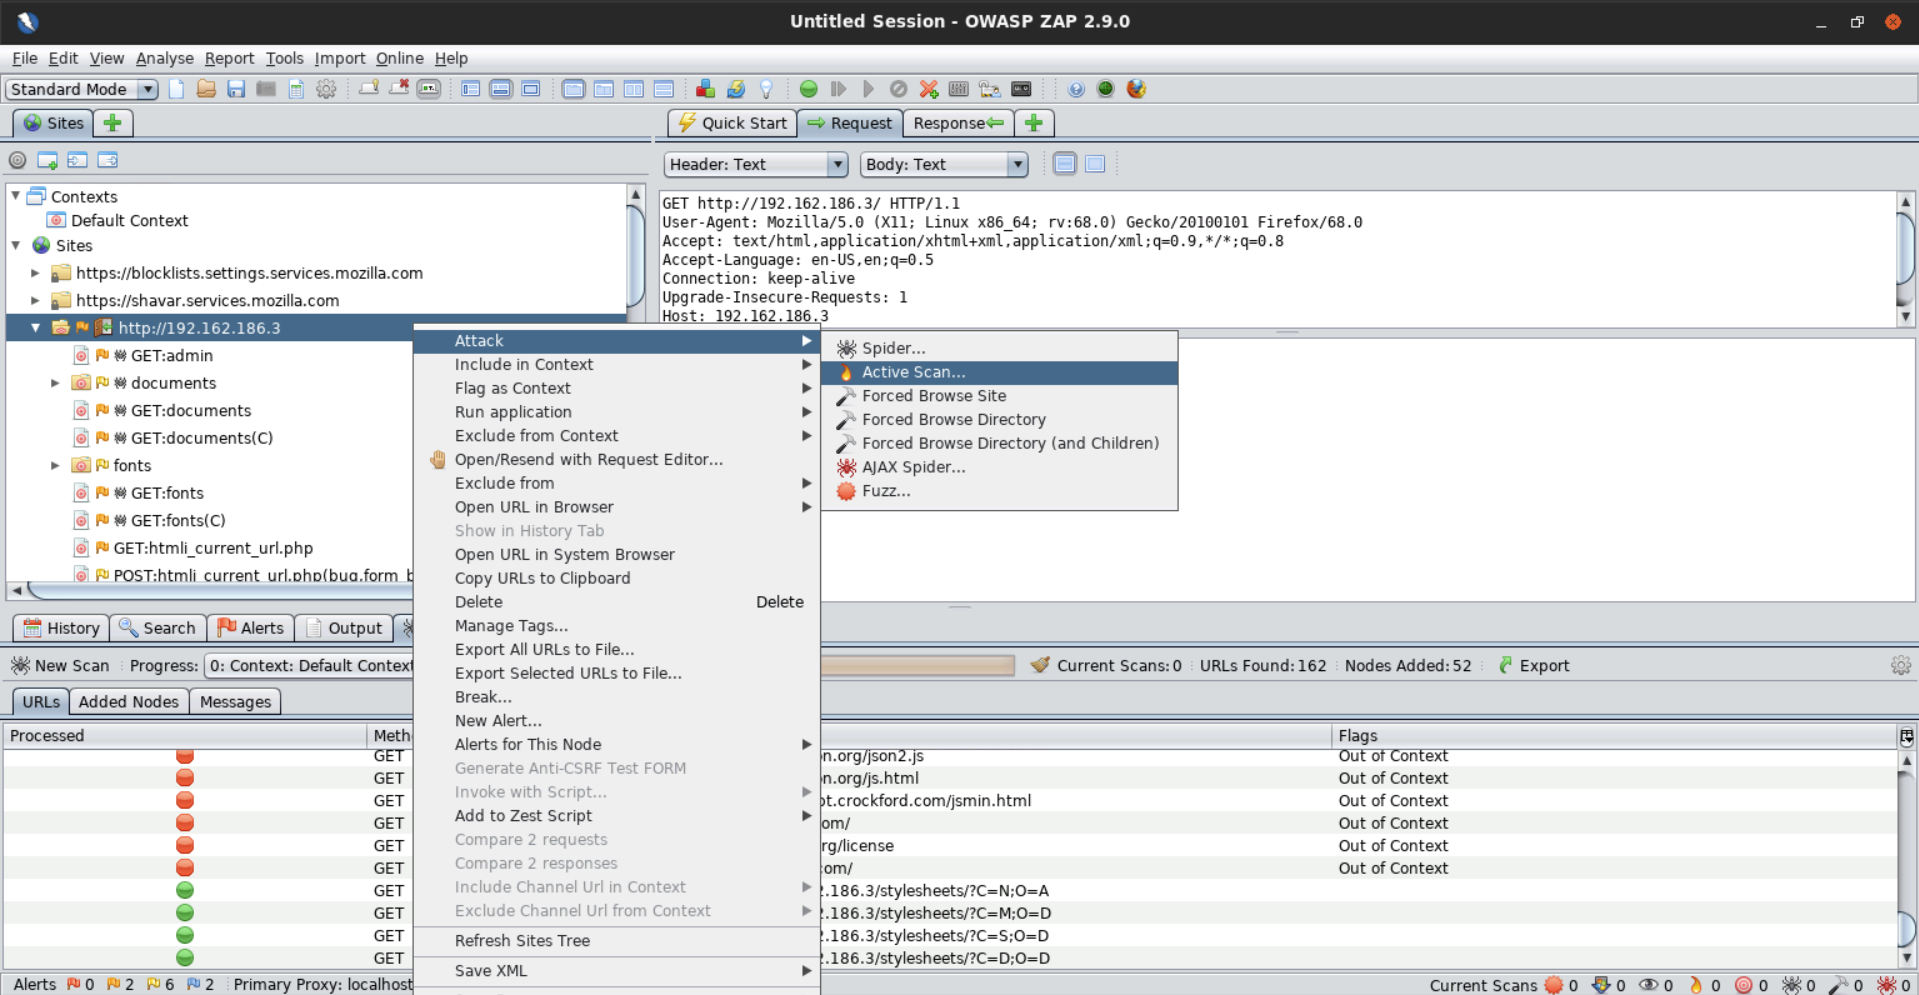 Untitled Session - OWASP ZAP 2.9.0
File Edit View Analyse Report Tools Import Online Help
Standard Mode
Sites
Quick Start Request Response
Header: Text Body: Text
Contexts
Default Context
Sites
https://blocklists.settings.services.mozilla.com
https://shavar.services.mozilla.com
http://192.162.186.3
GET:admin
documents
GET:documents
GET:documents(C)
fonts
GET:fonts
GET:fonts(C)
GET:htmli_current_url.php
POST:htmli_current_url.php(bug,form_b
GET http://192.162.186.3/ HTTP/1.1
User-Agent: Mozilla/5.0 (X11; Linux x86_64; rv:68.0) Gecko/20100101 Firefox/68.0
Accept: text/html,application/xhtml+xml,application/xml;q=0.9,*/*;q=0.8
Accept-Language: en-US,en;q=0.5
Connection: keep-alive
Upgrade-Insecure-Requests: 1
Host: 192.162.186.3
Attack
Include in Context
Flag as Context
Run application
Exclude from Context
Open/Resend with Request Editor...
Exclude from
Open URL in Browser
Show in History Tab
Open URL in System Browser
Copy URLs to Clipboard
Delete Delete
Manage Tags...
Export All URLs to File...
Export Selected URLs to File...
Break...
New Alert...
Alerts for This Node
Generate Anti-CSRF Test FORM
Invoke with Script...
Add to Zest Script
Compare 2 requests
Compare 2 responses
Include Channel Url in Context
Exclude Channel Url from Context
Refresh Sites Tree
Save XML
Spider...
Active Scan...
Forced Browse Site
Forced Browse Directory
Forced Browse Directory (and Children)
AJAX Spider...
Fuzz...
History Search Alerts Output
New Scan Progress: 0: Context: Default Context Current Scans: 0 URLs Found: 162 Nodes Added: 52 Export
URLs Added Nodes Messages
Processed Meth Flags
GET n.org/json2.js Out of Context
GET n.org/js.html Out of Context
GET ot.crockford.com/jsmin.html Out of Context
GET om/ Out of Context
GET rg/license Out of Context
GET com/ Out of Context
GET 2.186.3/stylesheets/?C=N;O=A
GET 2.186.3/stylesheets/?C=M;O=D
GET 2.186.3/stylesheets/?C=S;O=D
GET 2.186.3/stylesheets/?C=D;O=D
Alerts 0 2 6 2 Primary Proxy: localhost Current Scans 0 0 0 0 0 0 0 0